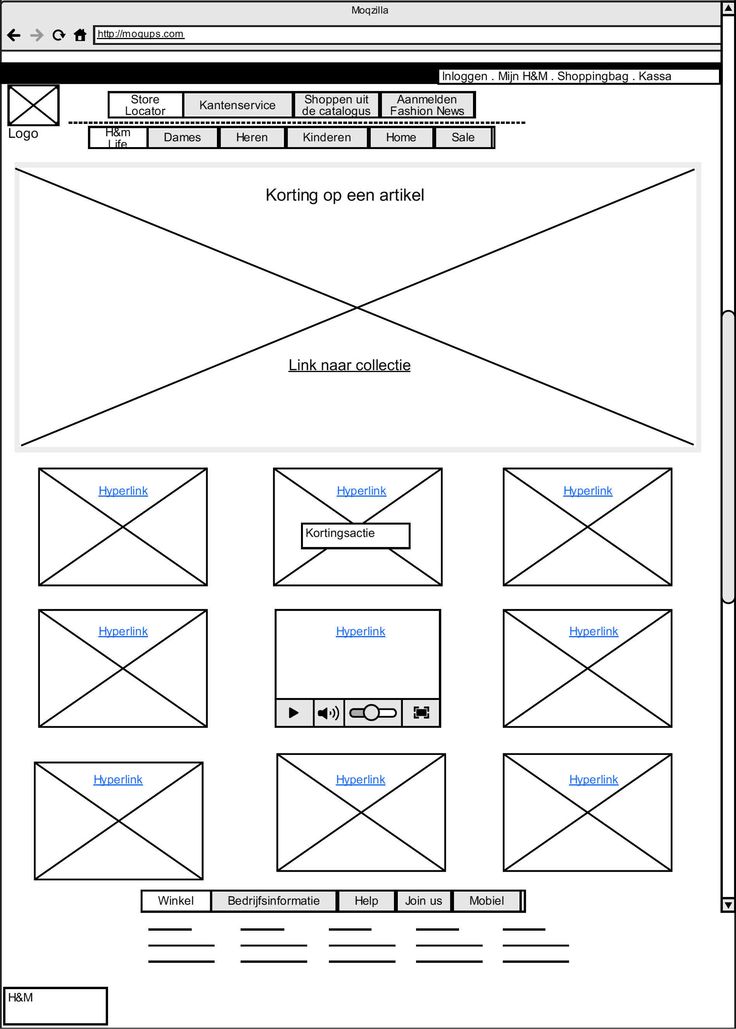 Moqzilla
http://moqups.com
Inloggen . Mijn H&M . Shoppingbag . Kassa
Logo
Store
Locator
Kantenservice
Shoppen uit
de catalogus
Aanmelden
Fashion News
H&m
Life
Dames
Heren
Kinderen
Home
Sale
Korting op een artikel
Link naar collectie
Hyperlink
Hyperlink
Hyperlink
Kortingsactie
Hyperlink
Hyperlink
Hyperlink
Hyperlink
Hyperlink
Hyperlink
Winkel
Bedrijfsinformatie
Help
Join us
Mobiel
H&M